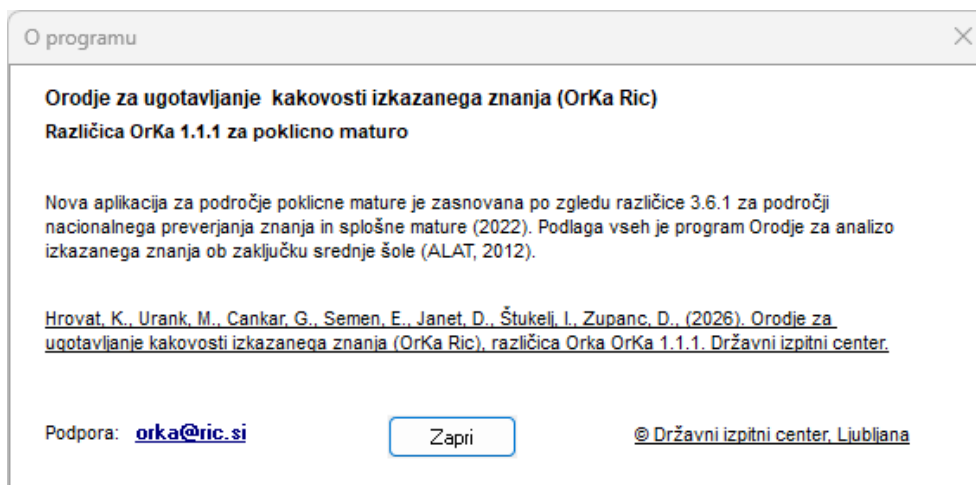 O programu
Orodje za ugotavljanje kakovosti izkazanega znanja (OrKa Ric)
Različica OrKa 1.1.1 za poklicno maturo
Nova aplikacija za področje poklicne mature je zasnovana po zgledu različice 3.6.1 za področji
nacionalnega preverjanja znanja in splošne mature (2022). Podlaga vseh je program Orodje za analizo
izkazanega znanja ob zaključku srednje šole (ALAT, 2012).
Hrovat, K., Urank, M., Cankar, G., Semen, E., Janet, D., Štukelj, I., Zupanc, D., (2026). Orodje za
ugotavljanje kakovosti izkazanega znanja (OrKa Ric), različica Orka OrKa 1.1.1. Državni izpitni center.
Podpora: orka@ric.si
Zapri
© Državni izpitni center, Ljubljana